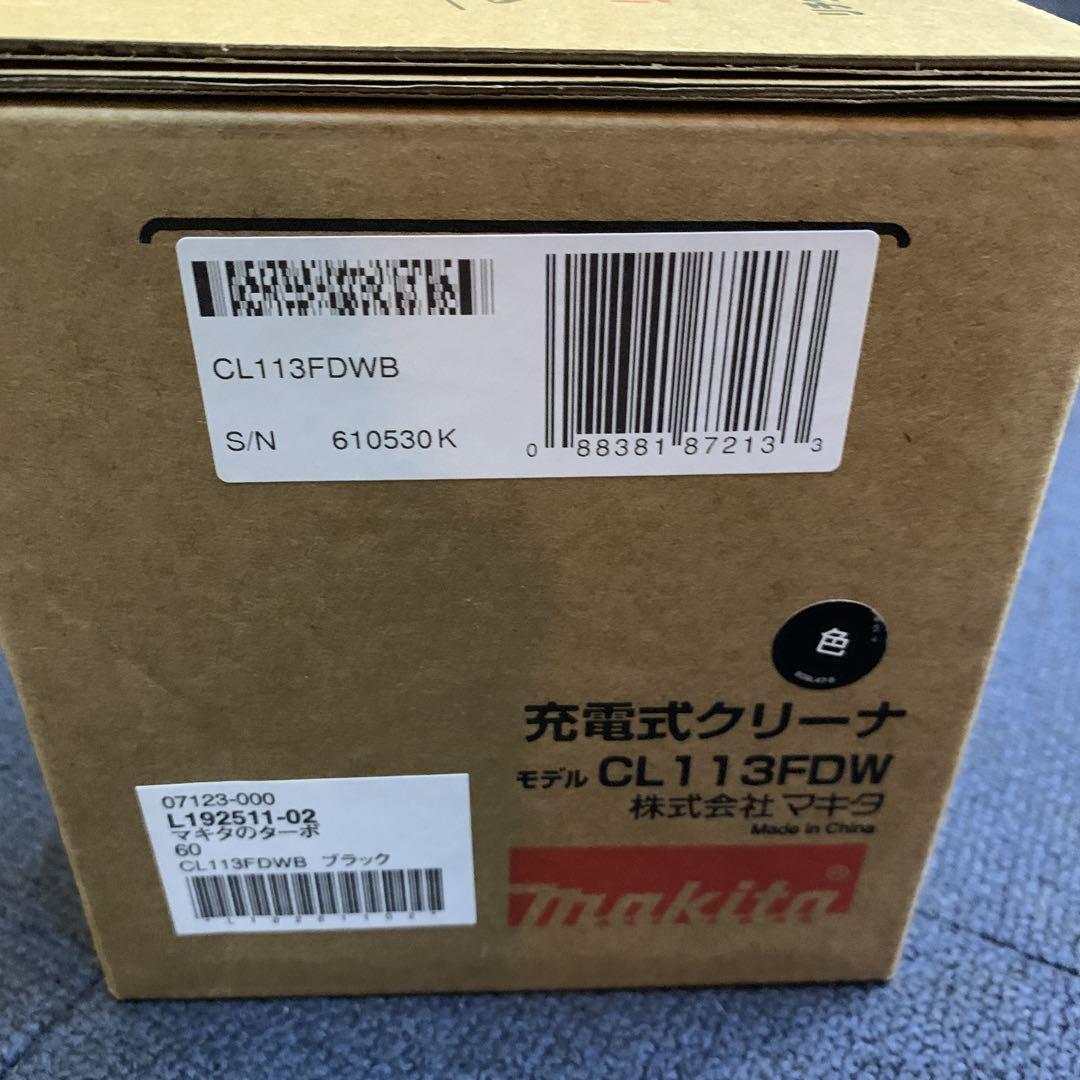 CL113FDWB
S/N 610530K
0 88381 87213 3
色
充電式クリーナ
モデル CL113FDW
株式会社マキタ
Made in China
makita®
07123-000
L192511-02
マキタのターボ
60
CL113FDWB ブラック